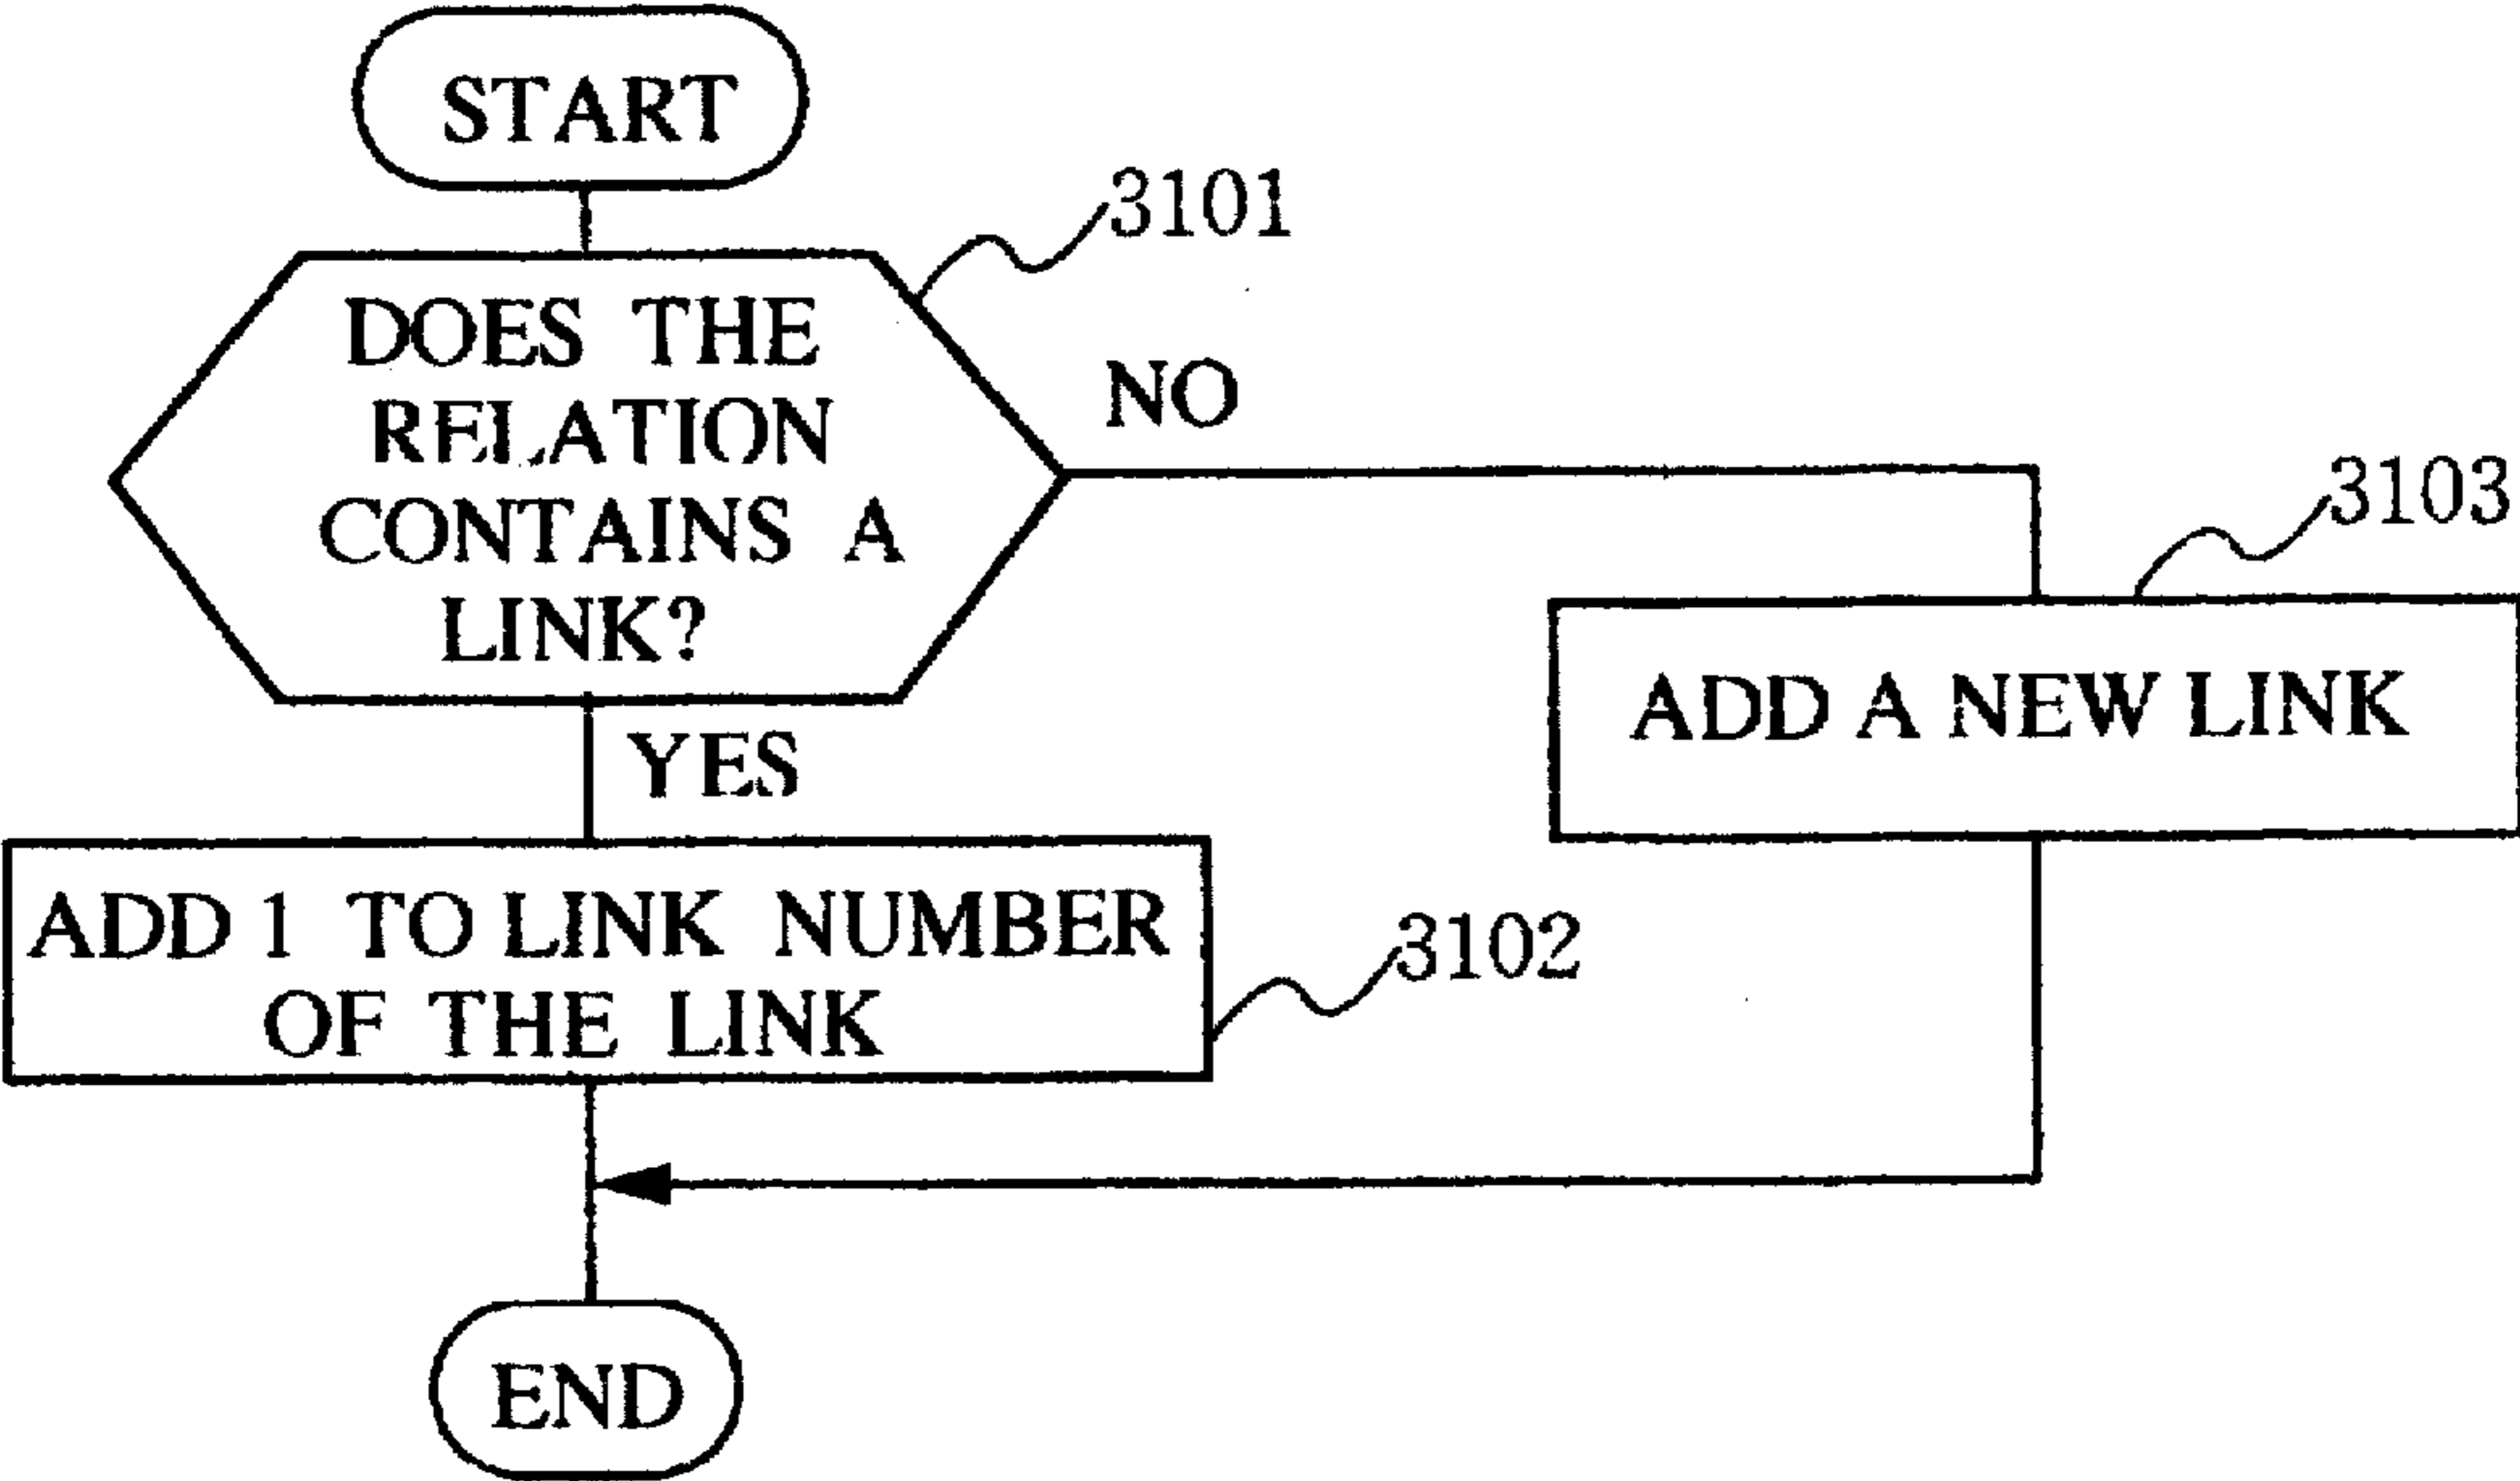 START
3101
DOES THE
RELATION
CONTAINS A
LINK?
NO
3103
ADD A NEW LINK
YES
ADD 1 TO LINK NUMBER
OF THE LINK
3102
END